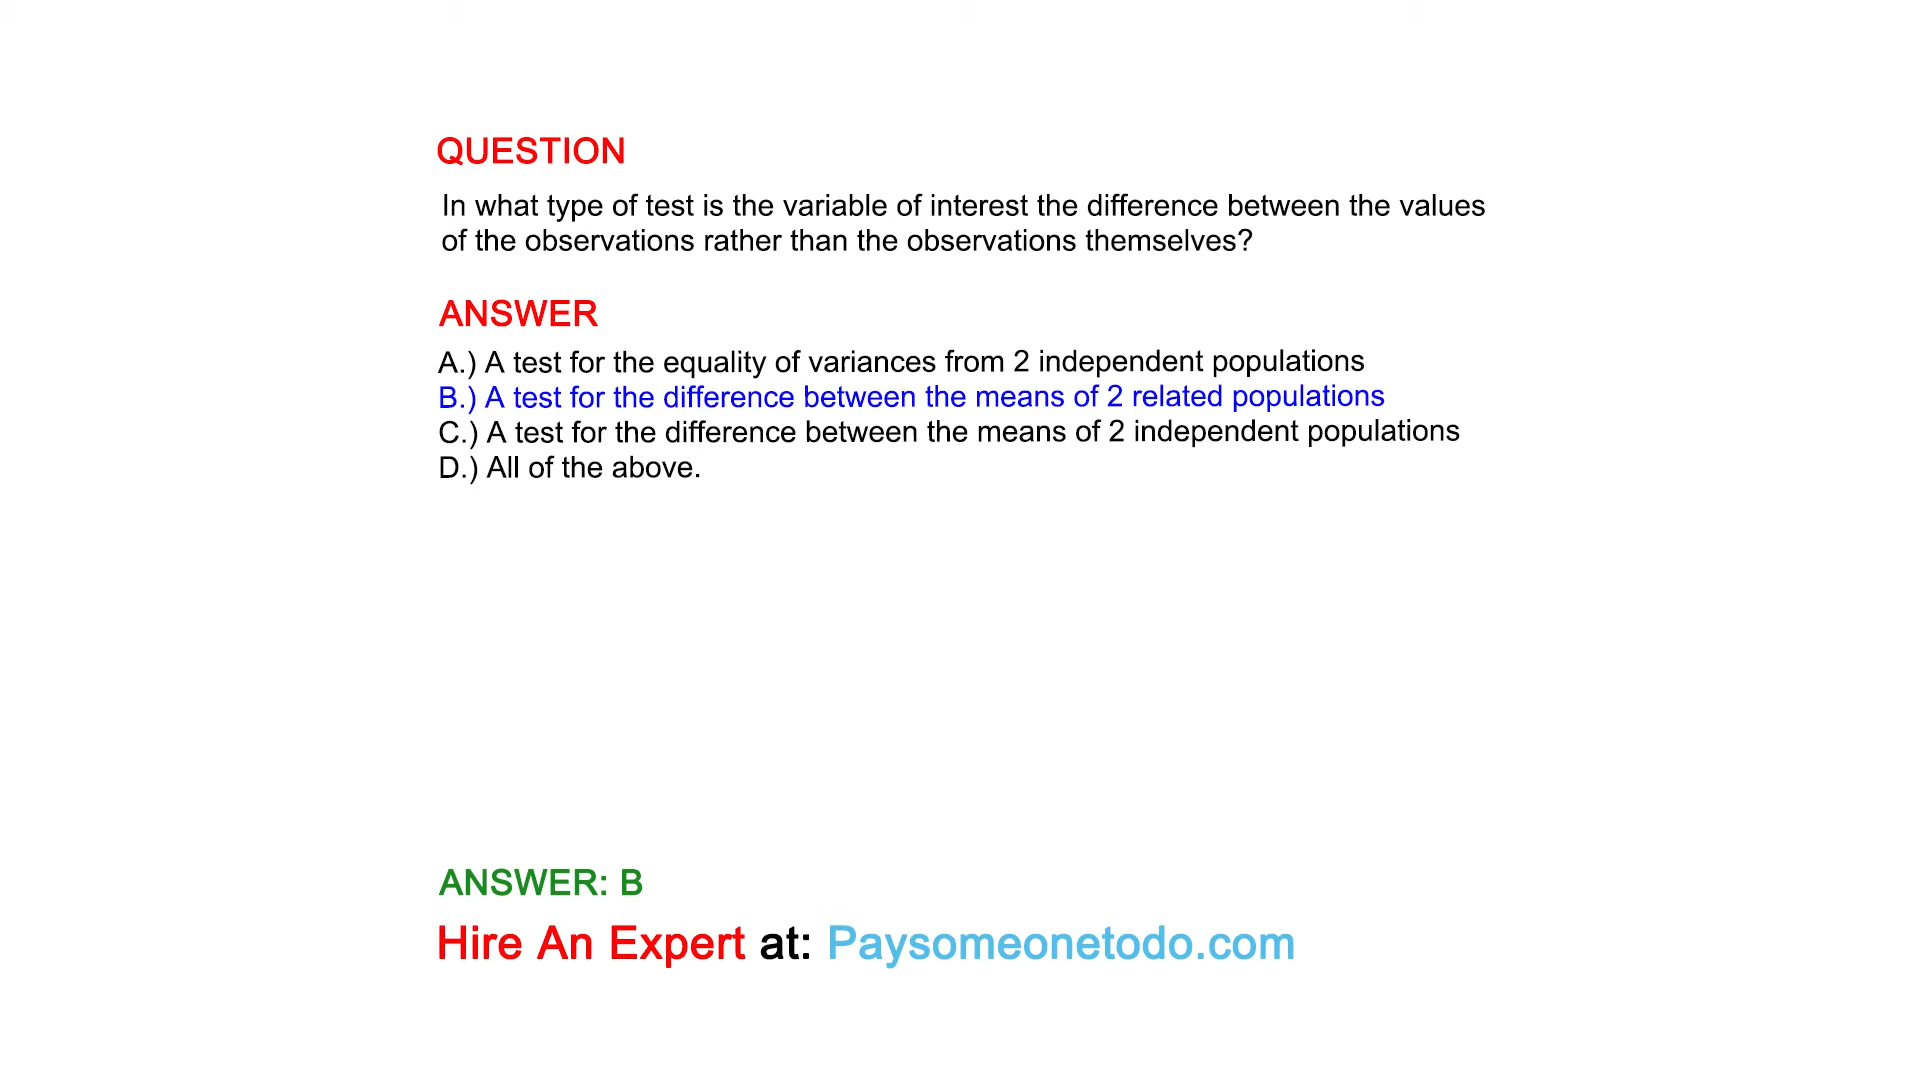 QUESTION
In what type of test is the variable of interest the difference between the values
of the observations rather than the observations themselves?
ANSWER
A.) A test for the equality of variances from 2 independent populations
B.) A test for the difference between the means of 2 related populations
C.) A test for the difference between the means of 2 independent populations
D.) All of the above.
ANSWER: B
Hire An Expert at: Paysomeonetodo.com